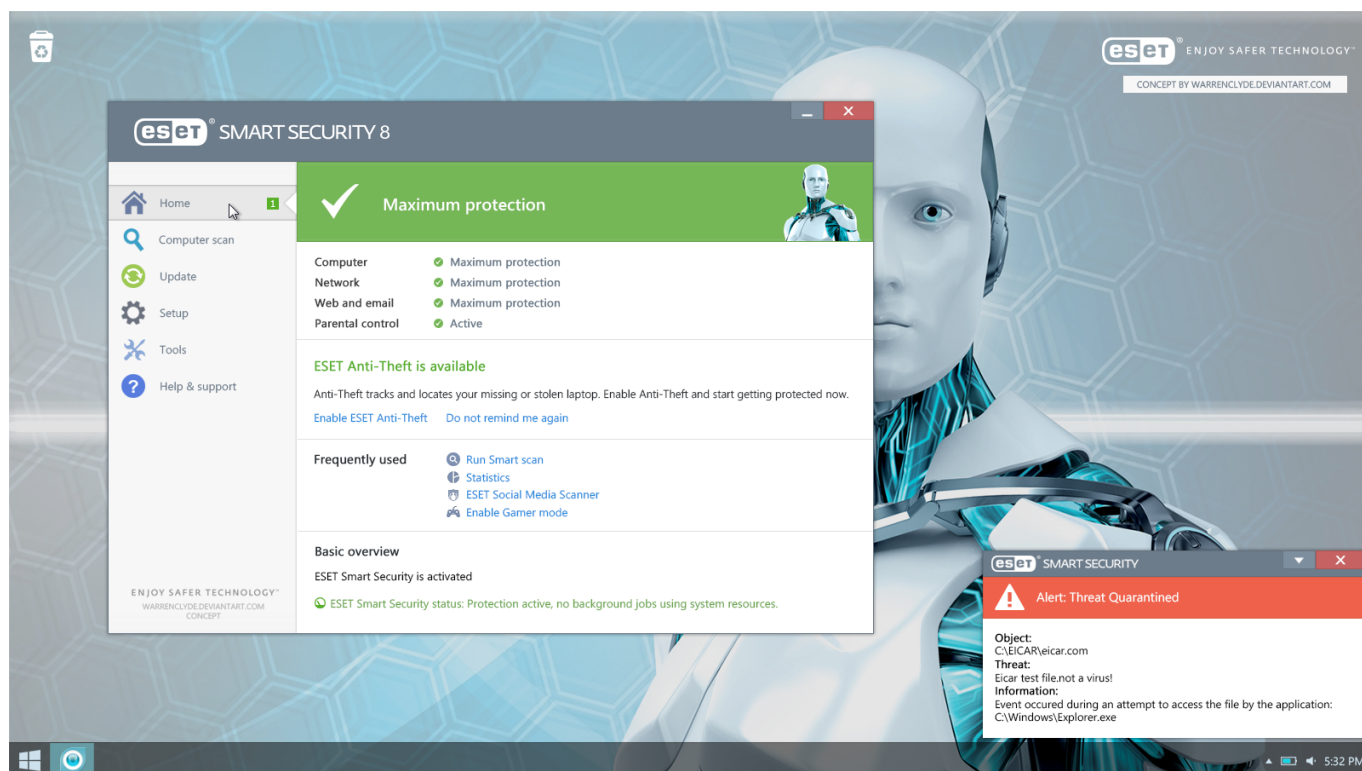 eset® ENJOY SAFER TECHNOLOGY™
CONCEPT BY WARRENCLYDE.DEVIANTART.COM
eset® SMART SECURITY 8
Home 1
Computer scan
Update
Setup
Tools
Help & support
ENJOY SAFER TECHNOLOGY™
WARRENCLYDE.DEVIANTART.COM
CONCEPT
Maximum protection
Computer Maximum protection
Network Maximum protection
Web and email Maximum protection
Parental control Active
ESET Anti-Theft is available
Anti-Theft tracks and locates your missing or stolen laptop. Enable Anti-Theft and start getting protected now.
Enable ESET Anti-Theft Do not remind me again
Frequently used Run Smart scan
Statistics
ESET Social Media Scanner
Enable Gamer mode
Basic overview
ESET Smart Security is activated
ESET Smart Security status: Protection active, no background jobs using system resources.
eset® SMART SECURITY
Alert: Threat Quarantined
Object:
C:\EICAR\eicar.com
Threat:
Eicar test file.not a virus!
Information:
Event occured during an attempt to access the file by the application:
C:\Windows\Explorer.exe
5:32 PM